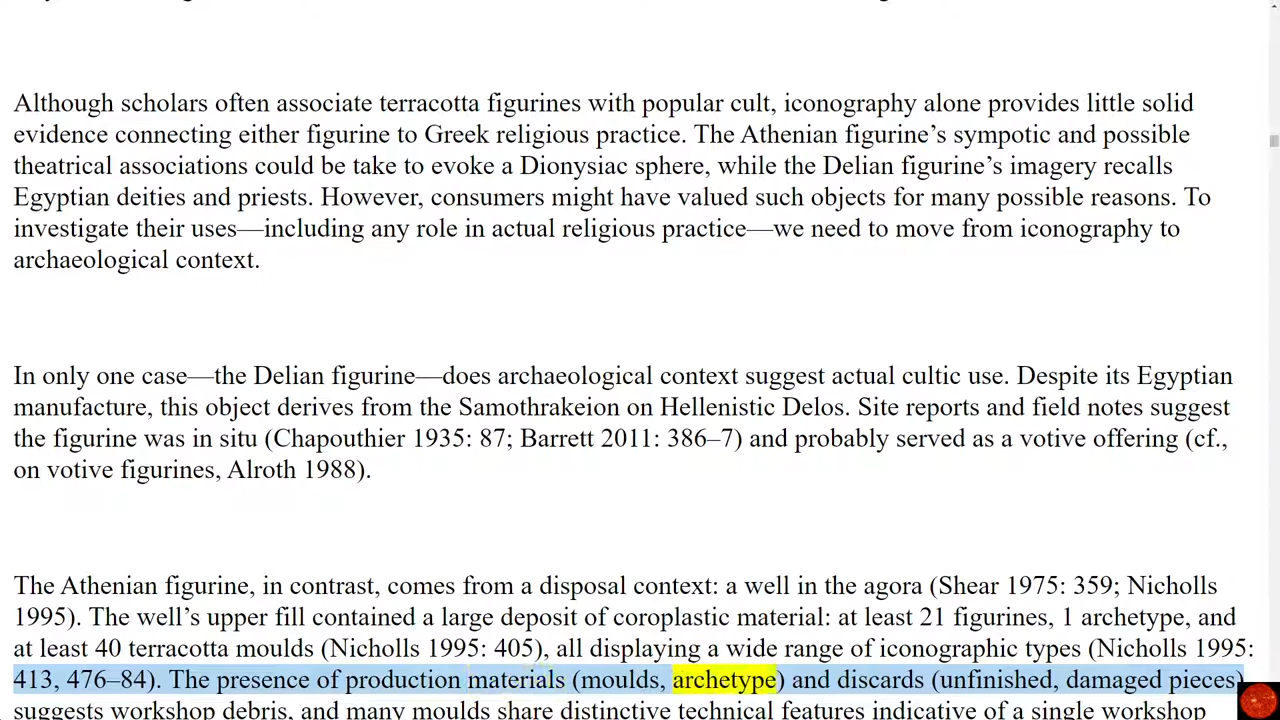 Although scholars often associate terracotta figurines with popular cult, iconography alone provides little solid
evidence connecting either figurine to Greek religious practice. The Athenian figurine’s sympotic and possible
theatrical associations could be take to evoke a Dionysiac sphere, while the Delian figurine’s imagery recalls
Egyptian deities and priests. However, consumers might have valued such objects for many possible reasons. To
investigate their uses—including any role in actual religious practice—we need to move from iconography to
archaeological context.
In only one case—the Delian figurine—does archaeological context suggest actual cultic use. Despite its Egyptian
manufacture, this object derives from the Samothrakeion on Hellenistic Delos. Site reports and field notes suggest
the figurine was in situ (Chapouthier 1935: 87; Barrett 2011: 386–7) and probably served as a votive offering (cf.,
on votive figurines, Alroth 1988).
The Athenian figurine, in contrast, comes from a disposal context: a well in the agora (Shear 1975: 359; Nicholls
1995). The well’s upper fill contained a large deposit of coroplastic material: at least 21 figurines, 1 archetype, and
at least 40 terracotta moulds (Nicholls 1995: 405), all displaying a wide range of iconographic types (Nicholls 1995:
413, 476–84). The presence of production materials (moulds, archetype) and discards (unfinished, damaged pieces)
suggests workshop debris, and many moulds share distinctive technical features indicative of a single workshop